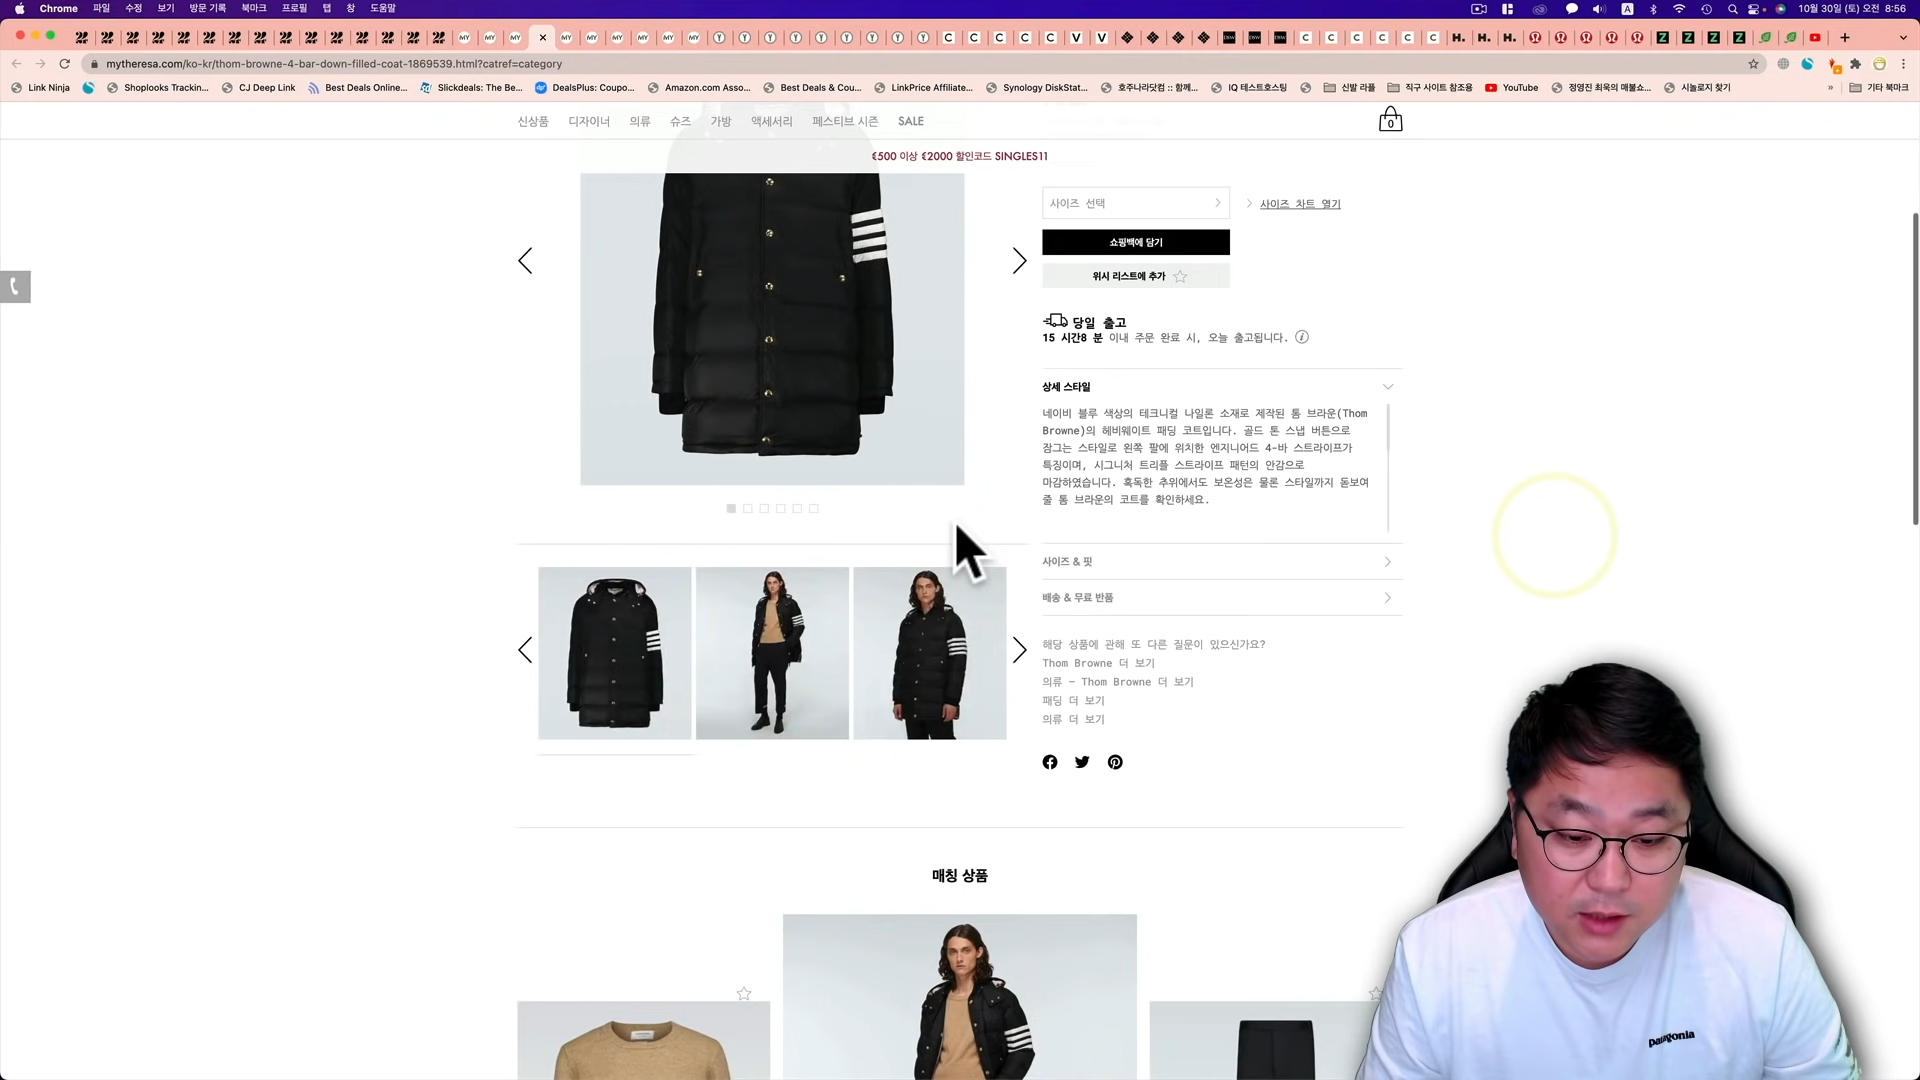 Chrome 파일 수정 보기 방문 기록 북마크 프로필 탭 창 도움말
10월 30일 (토) 오전 8:56
mytheresa.com/ko-kr/thom-browne-4-bar-down-filled-coat-1869539.html?catref=category
Link Ninja Shoplooks Trackin... CJ Deep Link Best Deals Online... Slickdeals: The Be... DealsPlus: Coupo... Amazon.com Asso... Best Deals & Cou... LinkPrice Affiliate... Synology DiskStat... 호주나라닷컴 :: 함께... IQ 테스트호스팅 신발 라플 직구 사이트 참조용 YouTube 정영진 최욱의 매불쇼... 시놀로지 찾기 » 기타 북마크
신상품 디자이너 의류 슈즈 가방 액세서리 페스티브 시즌 SALE
0
€500 이상 €2000 할인코드 SINGLES11
사이즈 선택
사이즈 차트 열기
쇼핑백에 담기
위시 리스트에 추가
당일 출고
15 시간8 분 이내 주문 완료 시, 오늘 출고됩니다.
상세 스타일
네이비 블루 색상의 테크니컬 나일론 소재로 제작된 톰 브라운(Thom
Browne)의 헤비웨이트 패딩 코트입니다. 골드 톤 스냅 버튼으로
잠그는 스타일로 왼쪽 팔에 위치한 엔지니어드 4-바 스트라이프가
특징이며, 시그니처 트리플 스트라이프 패턴의 안감으로
마감하였습니다. 혹독한 추위에서도 보온성은 물론 스타일까지 돋보여
줄 톰 브라운의 코트를 확인하세요.
사이즈 & 핏
배송 & 무료 반품
해당 상품에 관해 또 다른 질문이 있으신가요?
Thom Browne 더 보기
의류 - Thom Browne 더 보기
패딩 더 보기
의류 더 보기
매칭 상품
patagonia